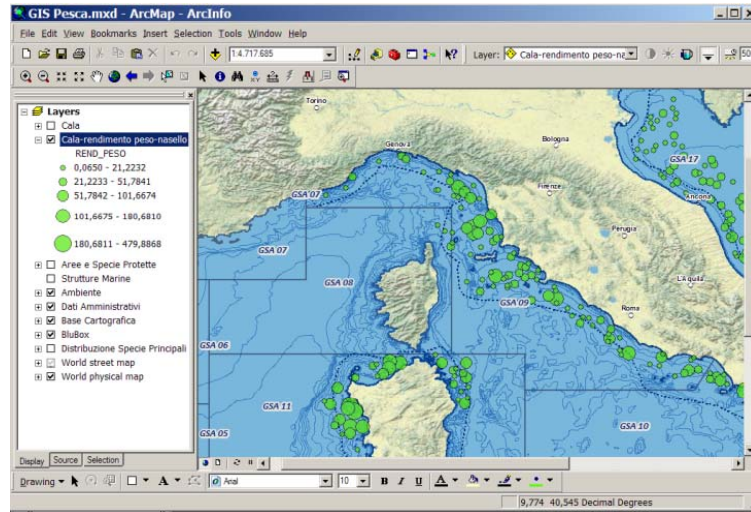 GIS Pesca.mxd - ArcMap - ArcInfo
File Edit View Bookmarks Insert Selection Tools Window Help
1:4.717.685
Layer: Cala-rendimento peso-na
50
Layers
Cala
Cala-rendimento peso-nasello
REND_PESO
0,0650 - 21,2232
21,2233 - 51,7841
51,7842 - 101,6674
101,6675 - 180,6810
180,6811 - 479,8868
Aree e Specie Protette
Strutture Marine
Ambiente
Dati Amministrativi
Base Cartografica
BluBox
Distribuzione Specie Principali
World street map
World physical map
Torino
Genova
Bologna
GSA 17
GSA 07
Firenze
Ancona
Perugia
GSA 07
GSA 08
L'Aquila
GSA 09
Roma
GSA 06
GSA 11
GSA 10
GSA 05
Display Source Selection
Drawing A Arial 10 B I U A
9,774 40,545 Decimal Degrees